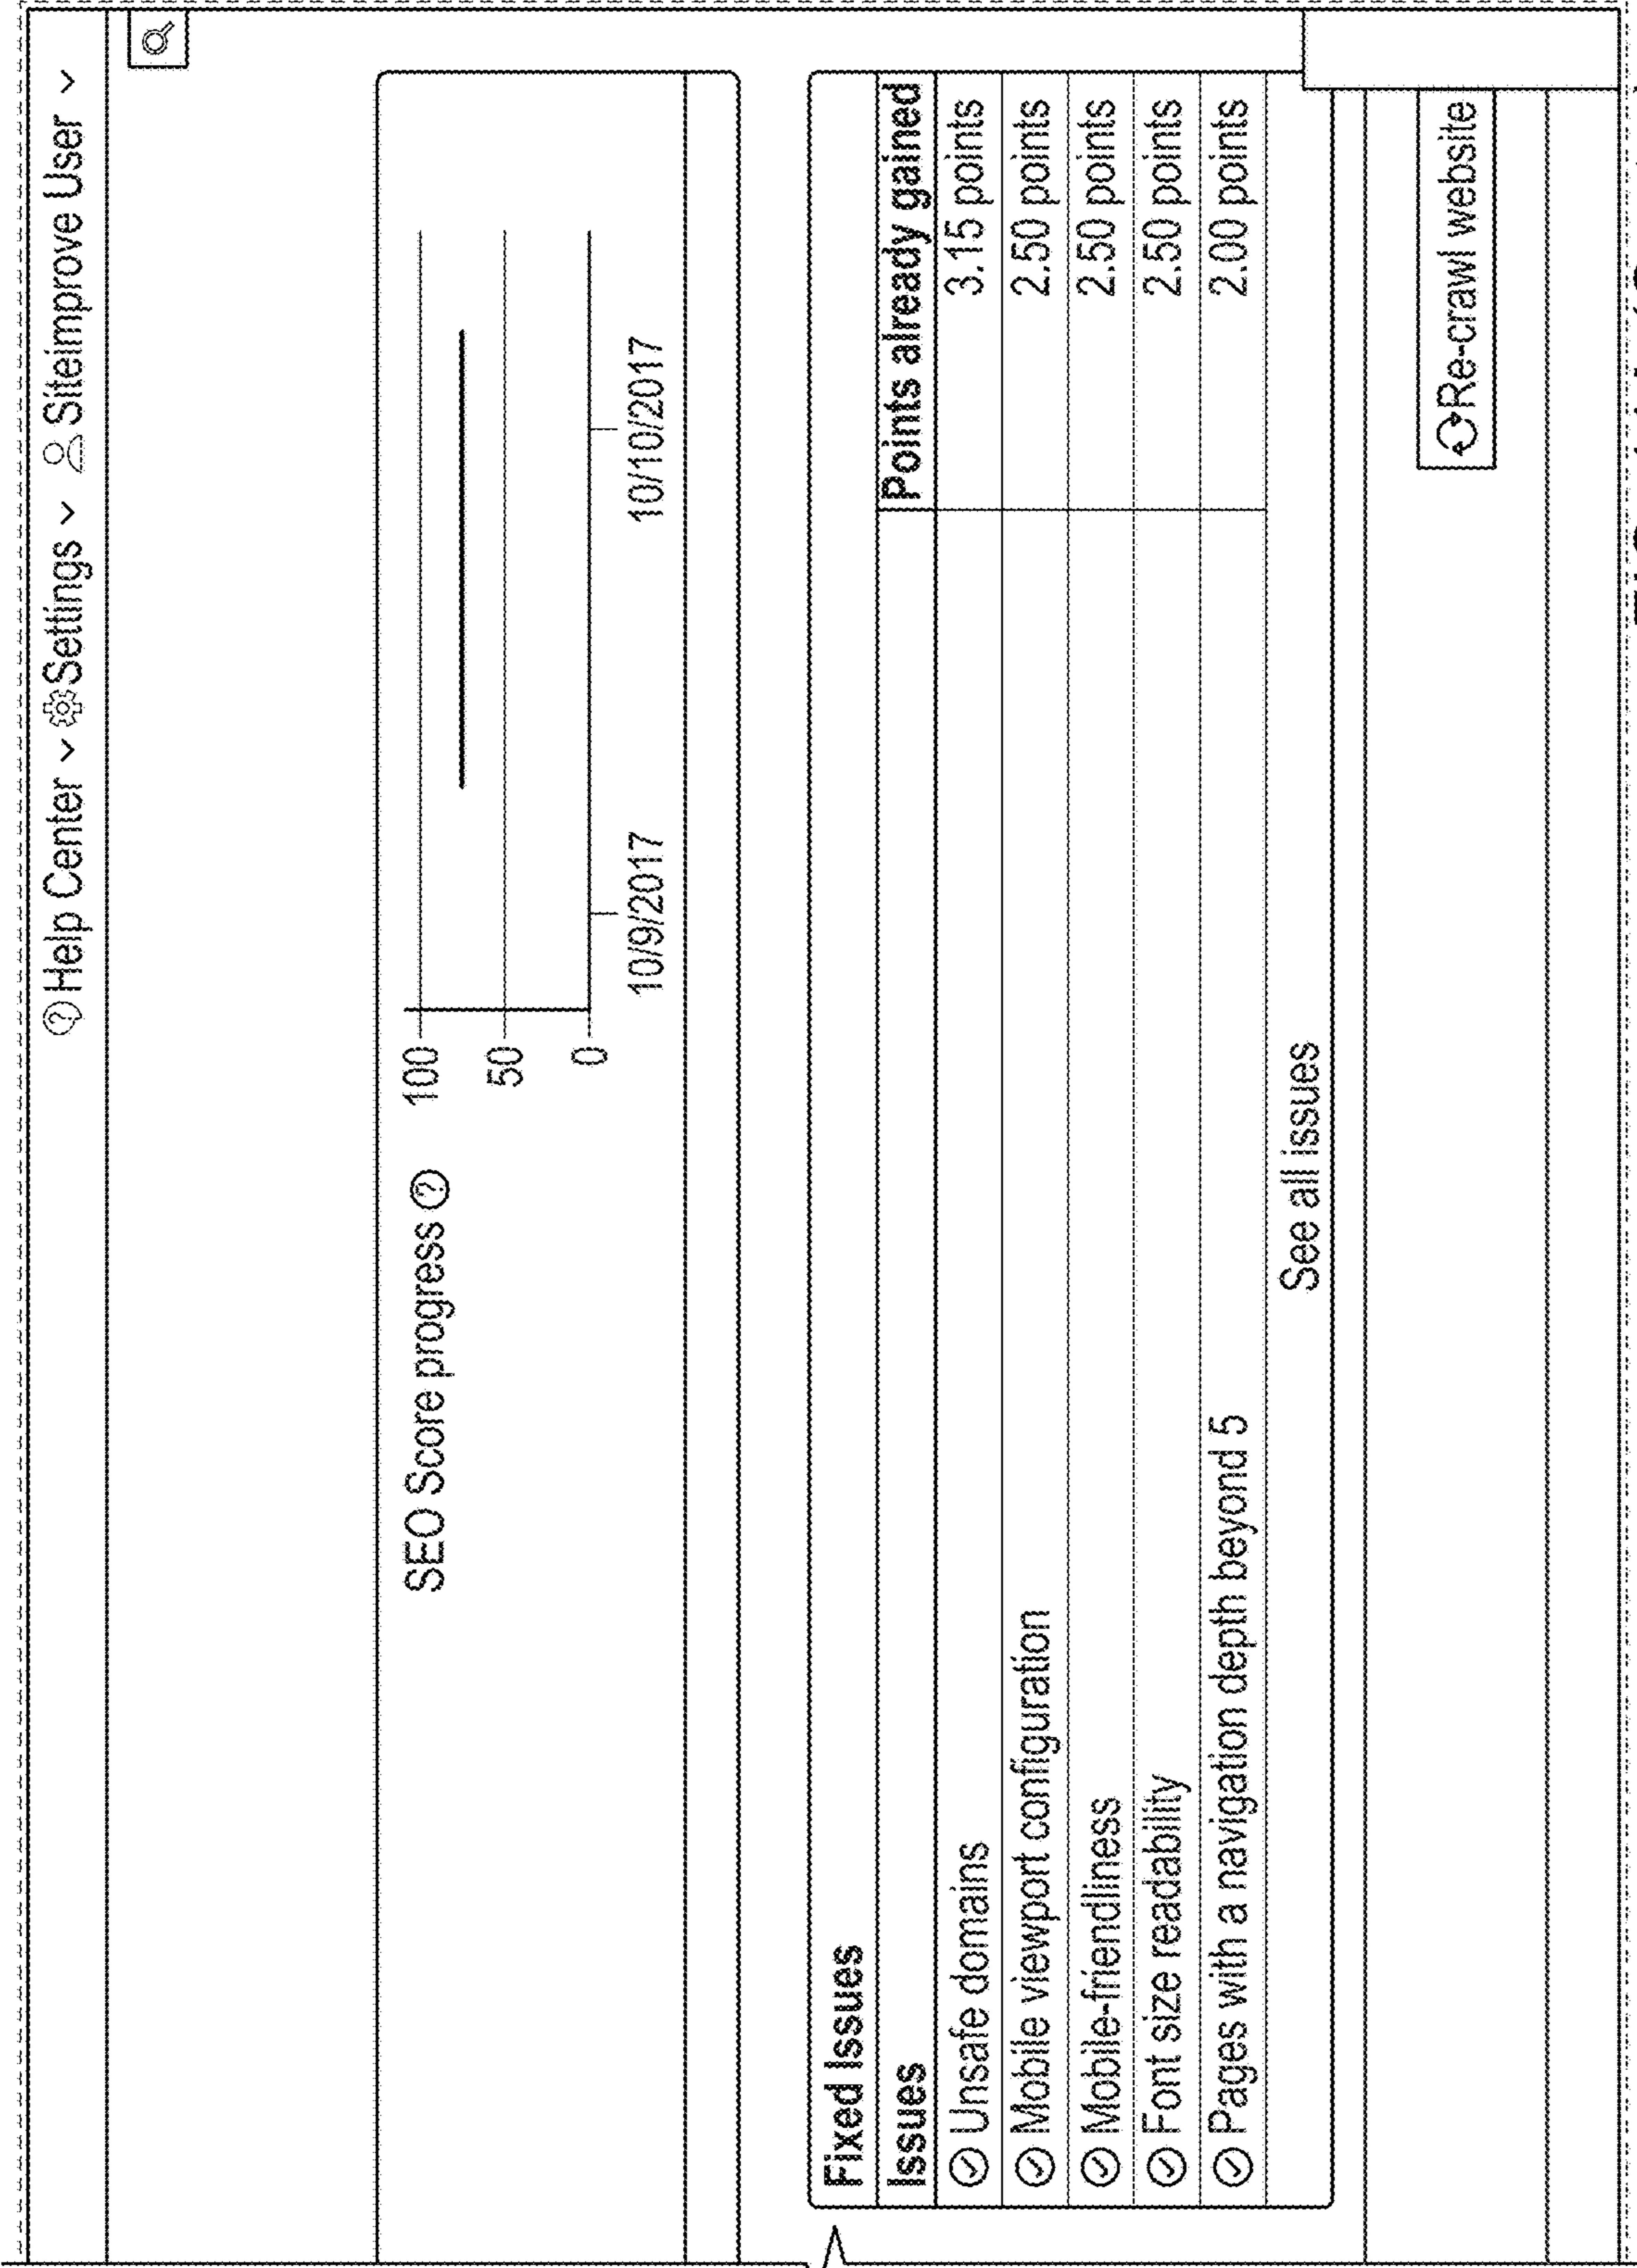 Help Center Settings Siteimprove User
SEO Score progress
100
50
0
10/9/2017 10/10/2017
Fixed Issues
Issues Points already gained
Unsafe domains 3.15 points
Mobile viewport configuration 2.50 points
Mobile-friendliness 2.50 points
Font size readability 2.50 points
Pages with a navigation depth beyond 5 2.00 points
See all issues
Re-crawl website